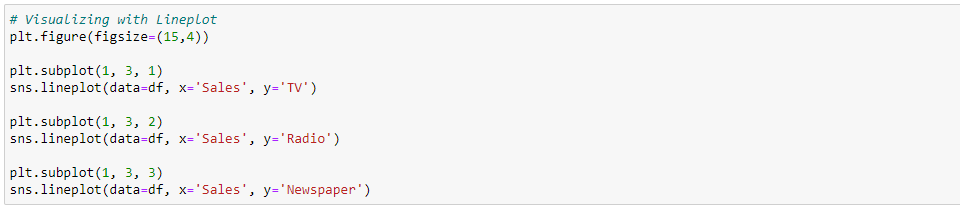 # Visualizing with Lineplot
plt.figure(figsize=(15,4))
plt.subplot(1, 3, 1)
sns.lineplot(data=df, x='Sales', y='TV')
plt.subplot(1, 3, 2)
sns.lineplot(data=df, x='Sales', y='Radio')
plt.subplot(1, 3, 3)
sns.lineplot(data=df, x='Sales', y='Newspaper')